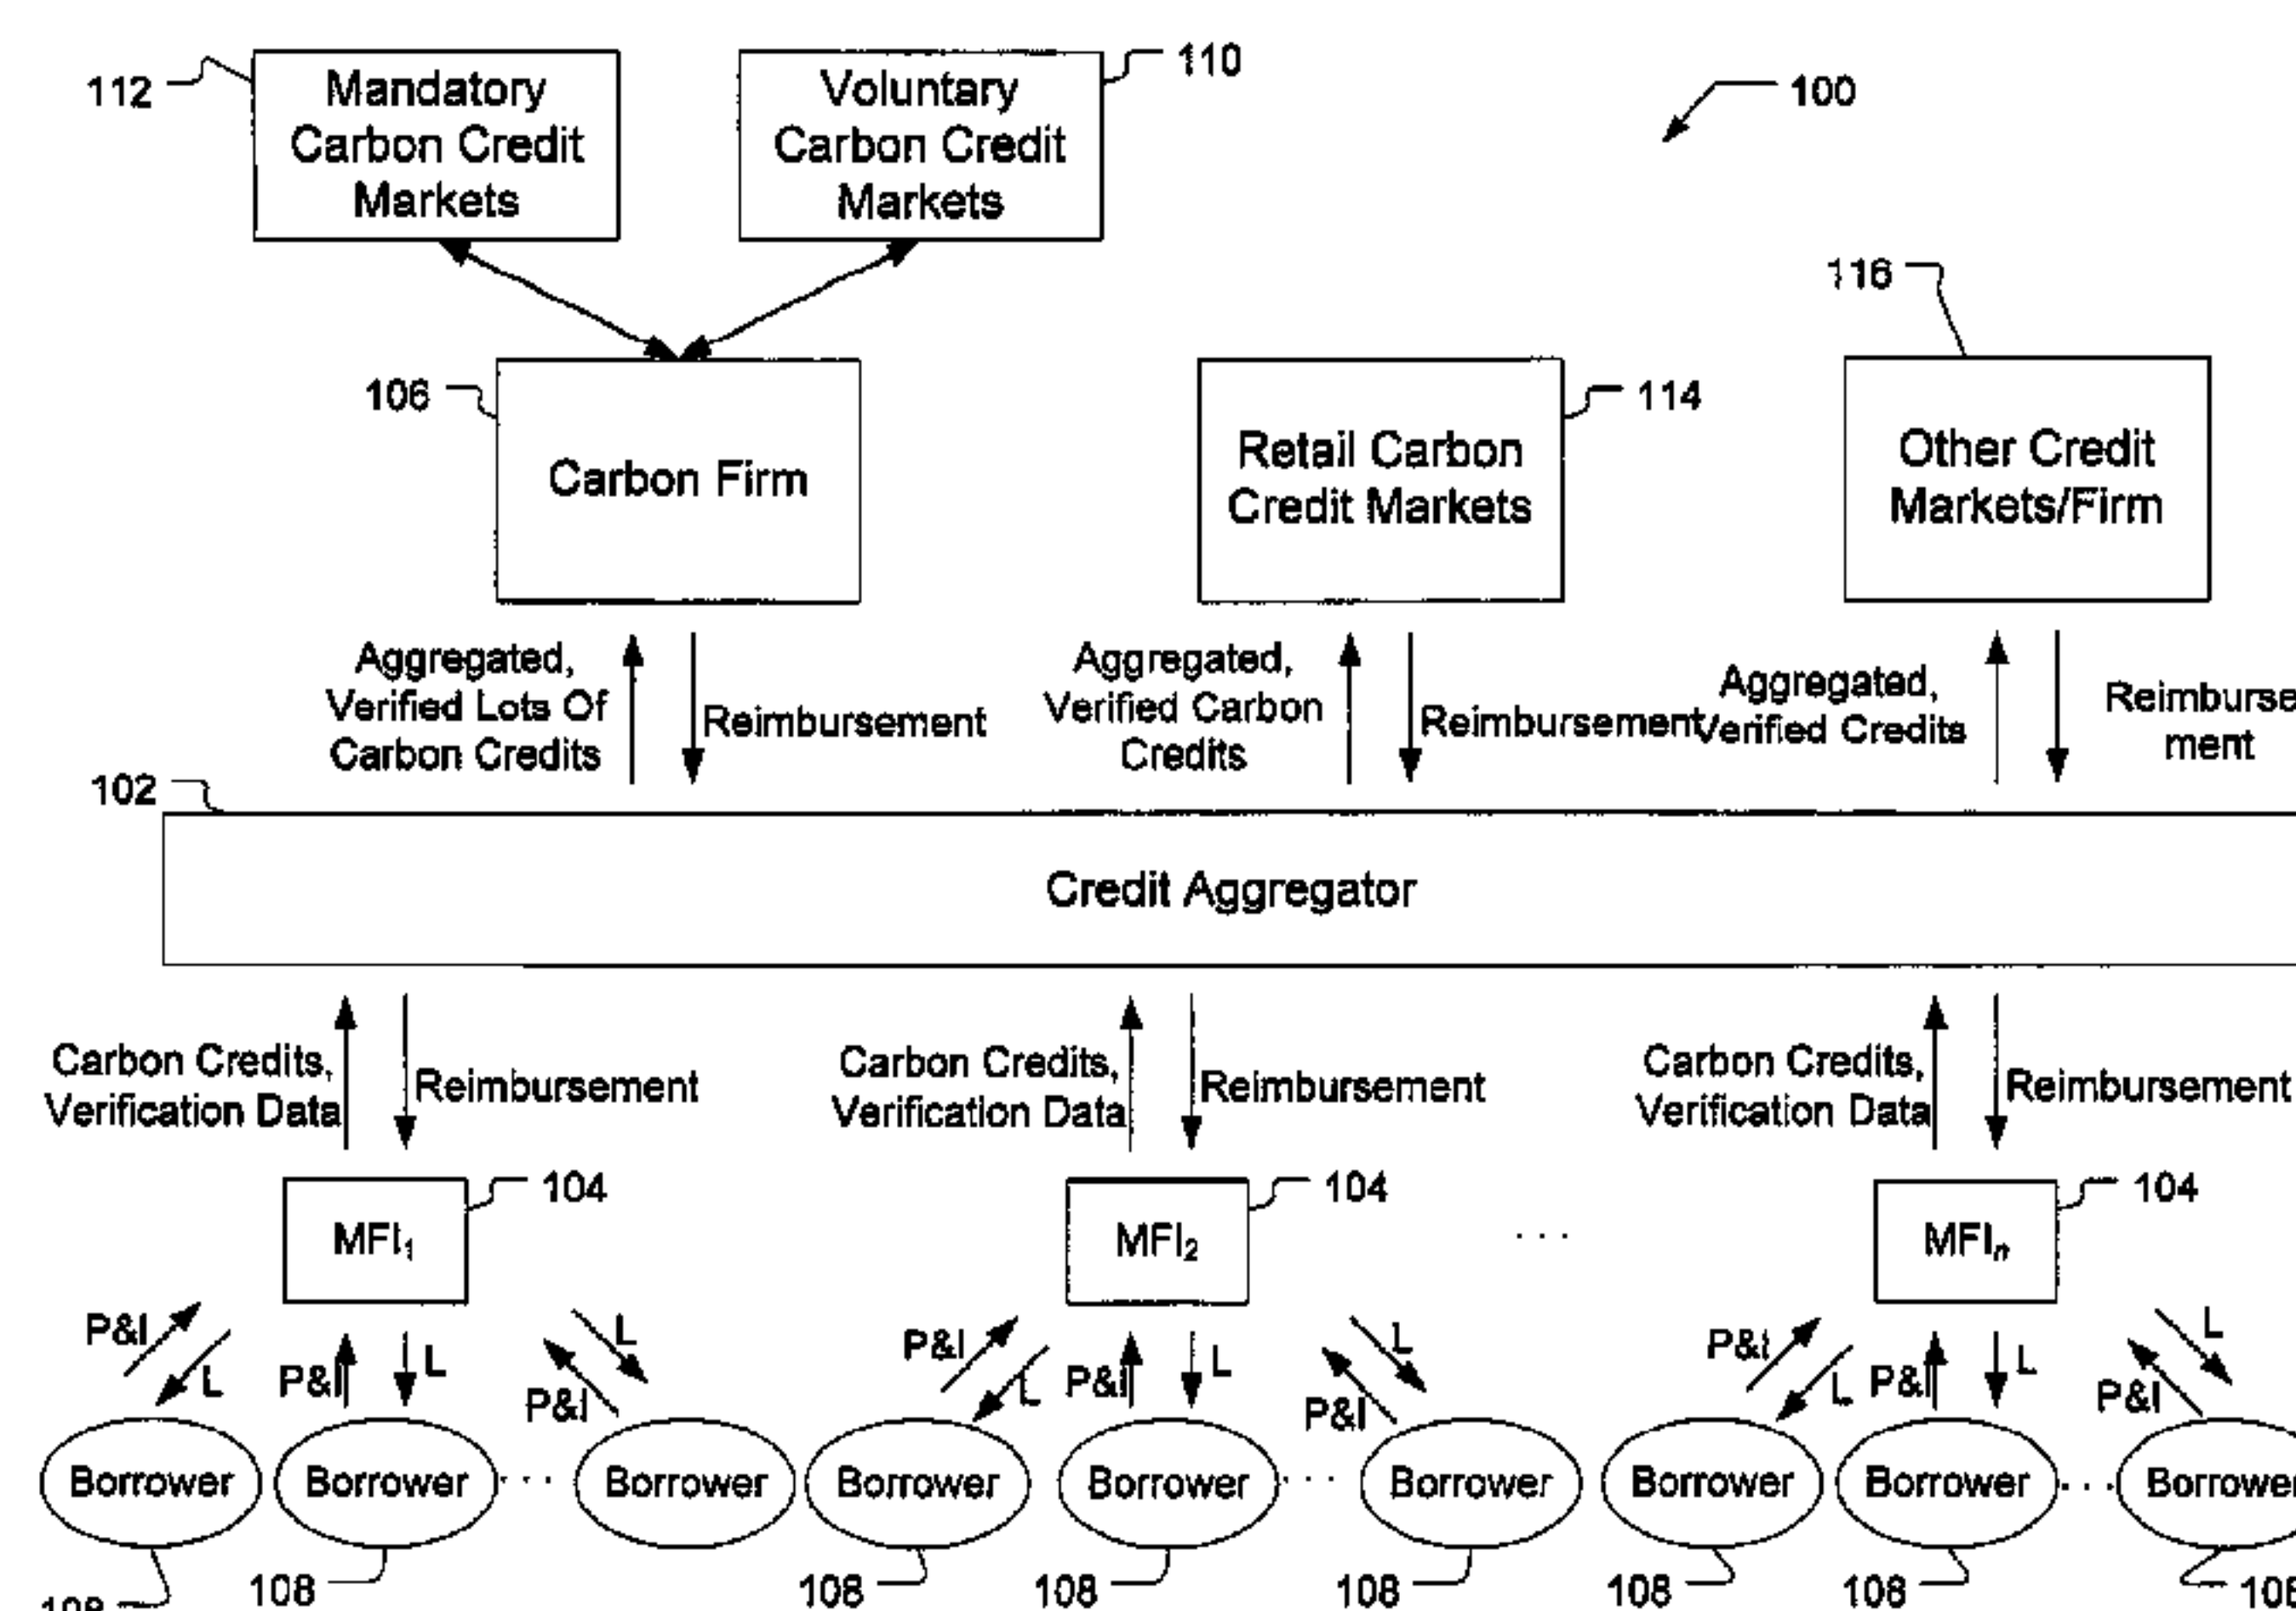 112
Mandatory
Carbon Credit
Markets
Voluntary
Carbon Credit
Markets
110
100
116
106
Carbon Firm
Retail Carbon
Credit Markets
114
Other Credit
Markets/Firm
Aggregated,
Verified Lots Of
Carbon Credits
Reimbursement
Aggregated,
Verified Carbon
Credits
Reimbursement
Aggregated,
Verified Credits
Reimburse
ment
102
Credit Aggregator
Carbon Credits,
Verification Data
Reimbursement
Carbon Credits,
Verification Data
Reimbursement
Carbon Credits,
Verification Data
Reimbursement
MFI₁
104
MFI₂
104
. . .
MFIₙ
104
P&I L P&I L P&I L
P&I L P&I L P&I L
P&I L P&I L P&I L
Borrower Borrower . . . Borrower Borrower Borrower . . . Borrower Borrower Borrower . . . Borrower
108 108 108 108 108 108 108 108